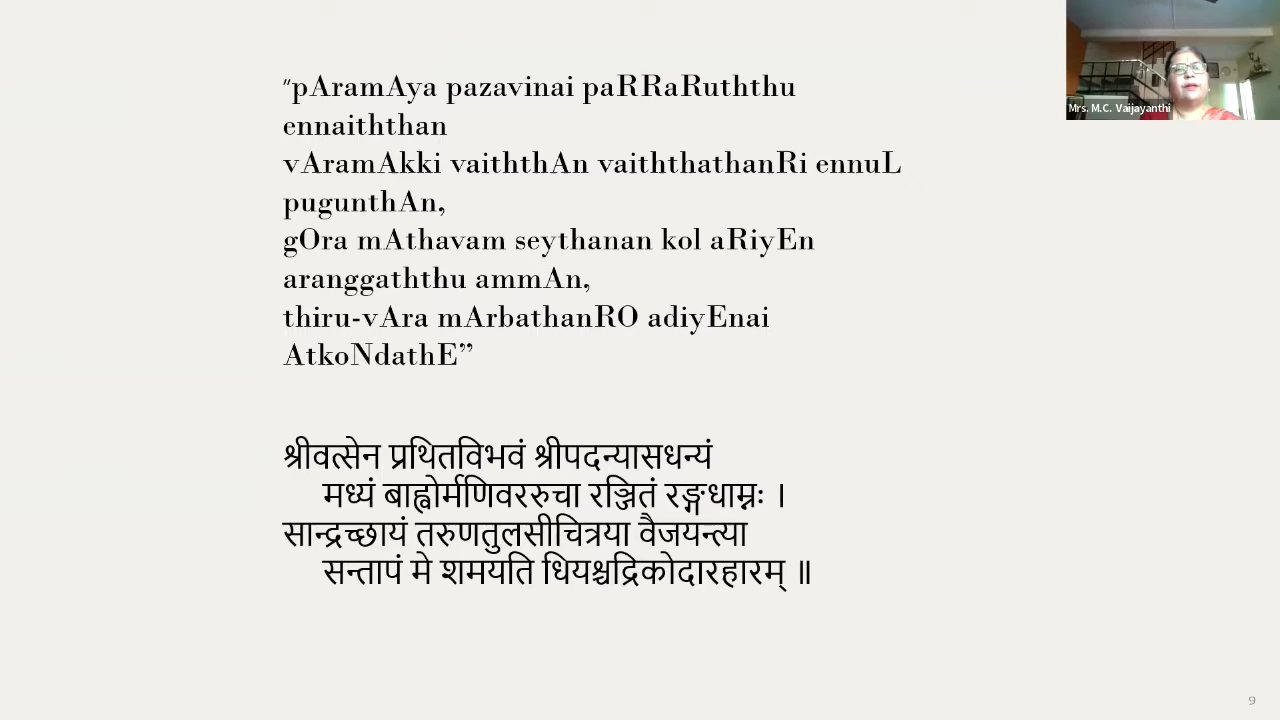 "pAramAya pazavinai paRRaRuththu
ennaiththan
vAramAkki vaiththAn vaiththathanRi ennuL
pugunthAn,
gOra mAthavam seythanan kol aRiyEn
aranggaththu ammAn,
thiru-vAra mArbathanRO adiyEnai
AtkoNdathE”
श्रीवत्सेन प्रथितविभवं श्रीपदन्यासधन्यं
मध्यं बाह्वोर्मणिवररुचा रञ्जितं रङ्गधाम्नः ।
सान्द्रच्छायं तरुणतुलसीचित्रया वैजयन्त्या
सन्तापं मे शमयति धियश्चद्रिकोदारहारम् ॥
Mrs. M.C. Vaijayanthi
9